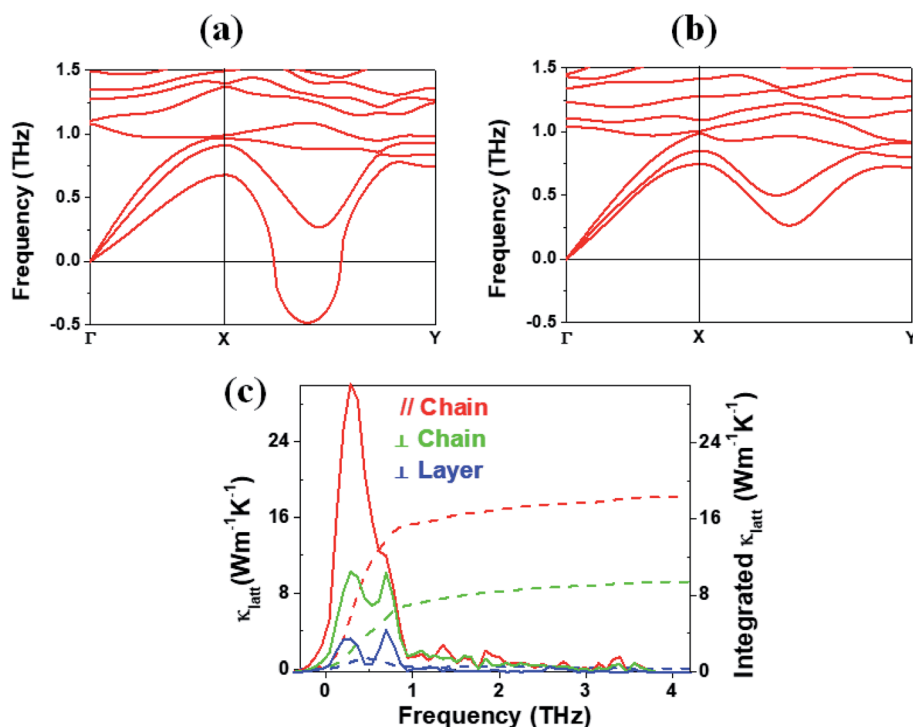 (a)
(b)
Frequency (THz)
1.5
1.0
0.5
0.0
-0.5
Γ X Y
Frequency (THz)
1.5
1.0
0.5
0.0
-0.5
Γ X Y
(c)
// Chain
⊥ Chain
⊥ Layer
κlatt(Wm-1K-1)
24
16
8
0
Integrated κlatt (Wm-1K-1)
24
16
8
0
0 1 2 3 4
Frequency (THz)